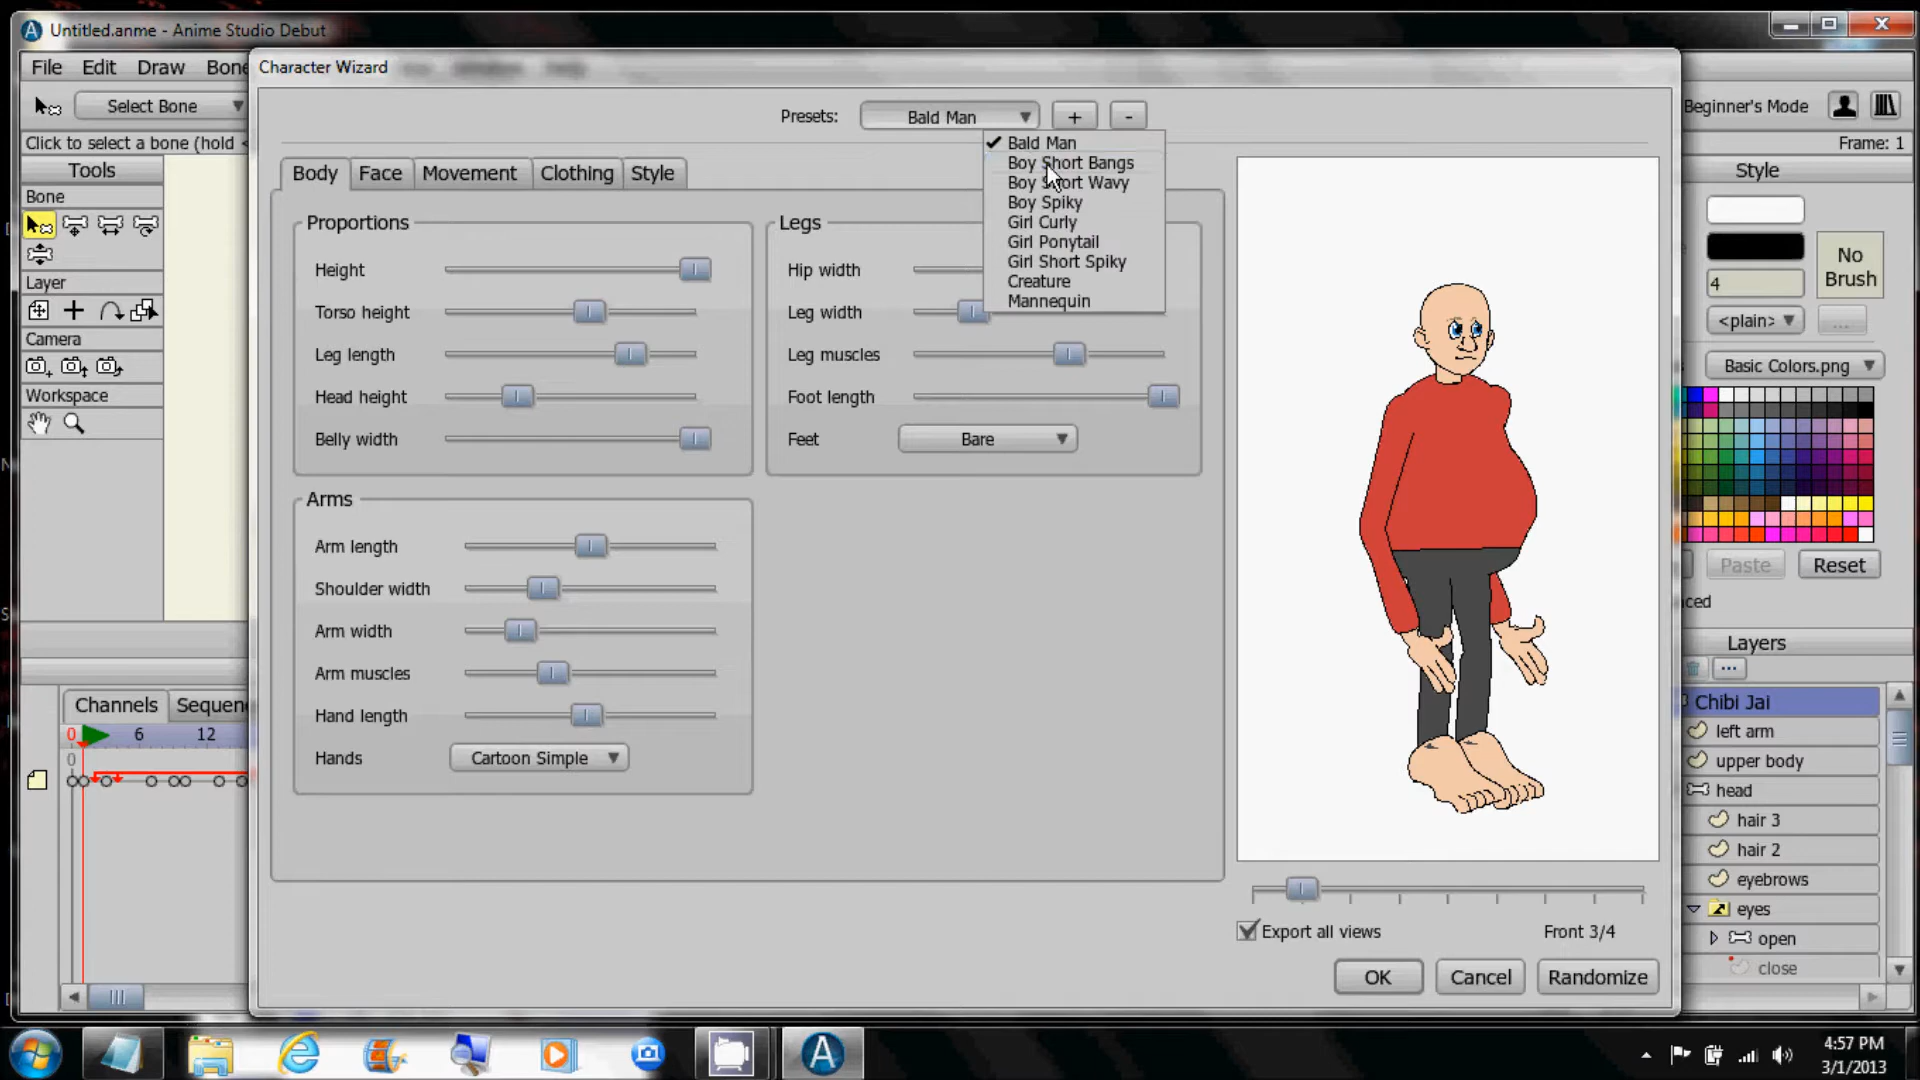 Untitled.anme - Anime Studio Debut
File Edit Draw Bone
Character Wizard
Select Bone
Presets: Bald Man + -
Beginner's Mode
Click to select a bone (hold <
Frame: 1
Bald Man
Boy Short Bangs
Boy Short Wavy
Boy Spiky
Girl Curly
Girl Ponytail
Girl Short Spiky
Creature
Mannequin
Tools
Bone
Layer
Camera
Workspace
Body Face Movement Clothing Style
Proportions
Height
Torso height
Leg length
Head height
Belly width
Legs
Hip width
Leg width
Leg muscles
Foot length
Feet Bare
Arms
Arm length
Shoulder width
Arm width
Arm muscles
Hand length
Hands Cartoon Simple
Export all views Front 3/4
OK Cancel Randomize
Style
No
Brush
4
<plain> ...
Basic Colors.png
Paste Reset
Layers
Chibi Jai
left arm
upper body
head
hair 3
hair 2
eyebrows
eyes
open
close
Channels
0 6 12
0
4:57 PM
3/1/2013